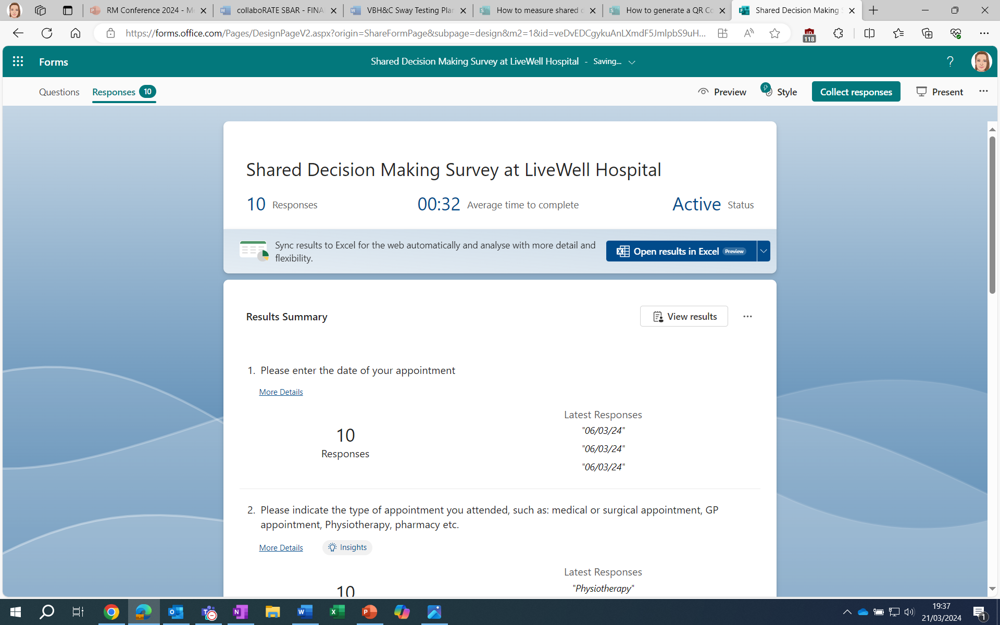 RM Conference 2024 - M
collaboRATE SBAR - FINA
VBH&C Sway Testing Plan
How to measure shared d
How to generate a QR Co
Shared Decision Making S
https://forms.office.com/Pages/DesignPageV2.aspx?origin=ShareFormPage&subpage=design&m2=1&id=veDvEDCgykuAnLXmdF5JmlpbS9uH...
118
Forms
Shared Decision Making Survey at LiveWell Hospital - Saving...
Questions
Responses 10
Preview
Style
Collect responses
Present
Shared Decision Making Survey at LiveWell Hospital
10 Responses
00:32 Average time to complete
Active Status
Sync results to Excel for the web automatically and analyse with more detail and
flexibility.
Open results in Excel Preview
Results Summary
View results
1. Please enter the date of your appointment
More Details
10
Responses
Latest Responses
"06/03/24"
"06/03/24"
"06/03/24"
2. Please indicate the type of appointment you attended, such as: medical or surgical appointment, GP
appointment, Physiotherapy, pharmacy etc.
More Details
Insights
10
Latest Responses
"Physiotherapy"
19:37
21/03/2024
1